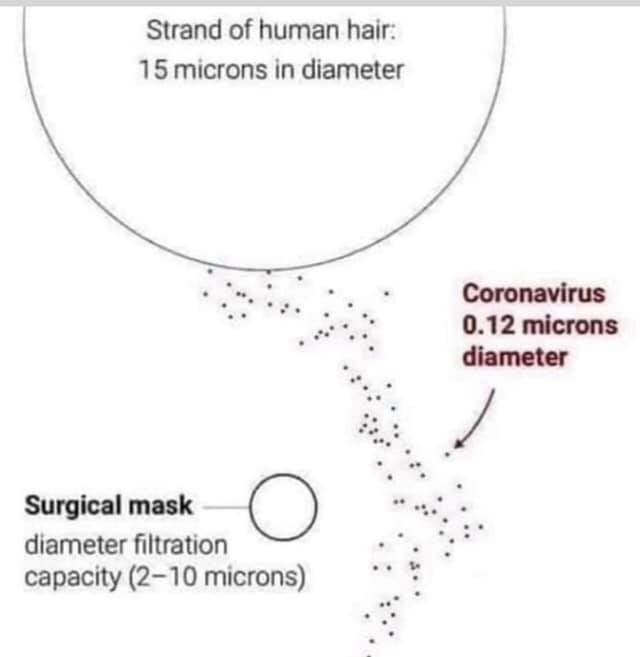 Strand of human hair:
15 microns in diameter
Coronavirus
0.12 microns
diameter
Surgical mask
diameter filtration
capacity (2–10 microns)